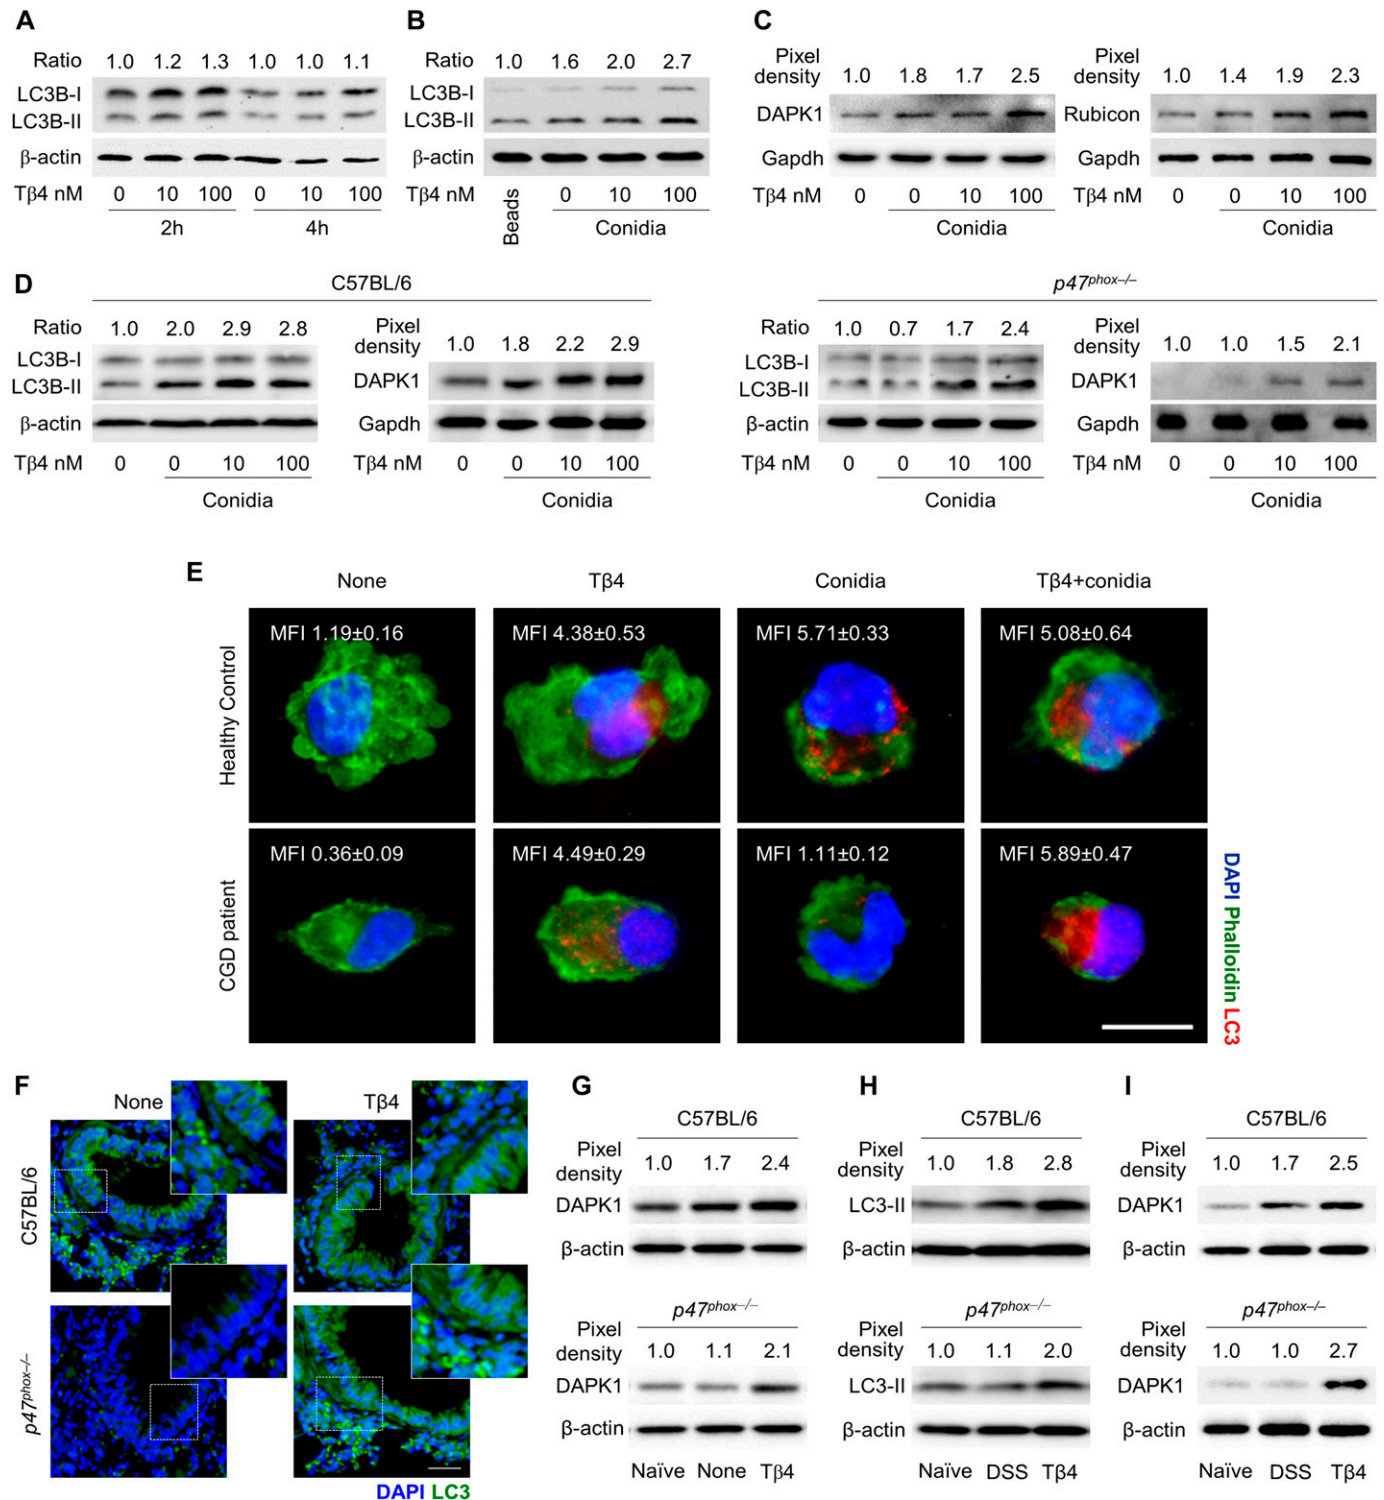 A
Ratio 1.0 1.2 1.3 1.0 1.0 1.1
LC3B-I
LC3B-II
β-actin
Tβ4 nM 0 10 100 0 10 100
2h 4h
B
Ratio 1.0 1.6 2.0 2.7
LC3B-I
LC3B-II
β-actin
Tβ4 nM Beads 0 10 100
Conidia
C
Pixel density 1.0 1.8 1.7 2.5
DAPK1
Gapdh
Tβ4 nM 0 0 10 100
Conidia
Pixel density 1.0 1.4 1.9 2.3
Rubicon
Gapdh
Tβ4 nM 0 0 10 100
Conidia
D
C57BL/6
Ratio 1.0 2.0 2.9 2.8
LC3B-I
LC3B-II
β-actin
Tβ4 nM 0 0 10 100
Conidia
Pixel density 1.0 1.8 2.2 2.9
DAPK1
Gapdh
Tβ4 nM 0 0 10 100
Conidia
p47phox–/–
Ratio 1.0 0.7 1.7 2.4
LC3B-I
LC3B-II
β-actin
Tβ4 nM 0 0 10 100
Conidia
Pixel density 1.0 1.0 1.5 2.1
DAPK1
Gapdh
Tβ4 nM 0 0 10 100
Conidia
E
None Tβ4 Conidia Tβ4+conidia
Healthy Control
MFI 1.19±0.16 MFI 4.38±0.53 MFI 5.71±0.33 MFI 5.08±0.64
CGD patient
MFI 0.36±0.09 MFI 4.49±0.29 MFI 1.11±0.12 MFI 5.89±0.47
DAPI Phalloidin LC3
F
None Tβ4
C57BL/6
p47phox–/–
DAPI LC3
G
C57BL/6
Pixel density 1.0 1.7 2.4
DAPK1
β-actin
p47phox–/–
Pixel density 1.0 1.1 2.1
DAPK1
β-actin
Naïve None Tβ4
H
C57BL/6
Pixel density 1.0 1.8 2.8
LC3-II
β-actin
p47phox–/–
Pixel density 1.0 1.1 2.0
LC3-II
β-actin
Naïve DSS Tβ4
I
C57BL/6
Pixel density 1.0 1.7 2.5
DAPK1
β-actin
p47phox–/–
Pixel density 1.0 1.0 2.7
DAPK1
β-actin
Naïve DSS Tβ4